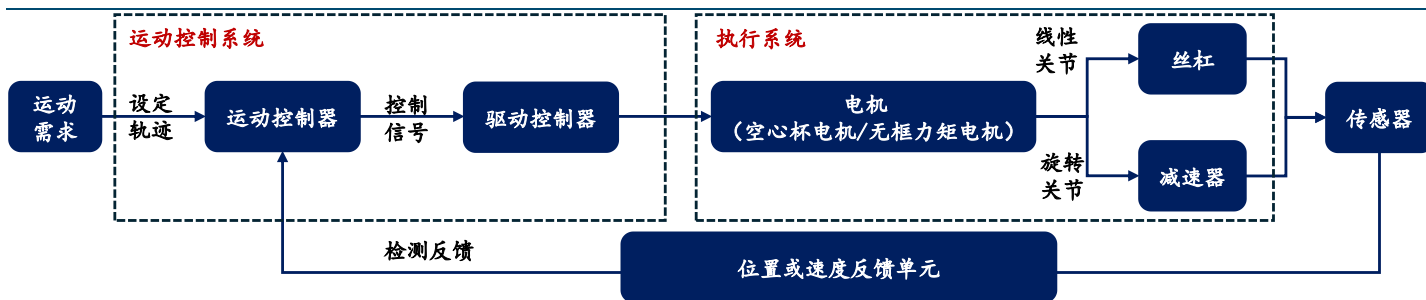 运动控制系统
执行系统
运动
需求
设定
轨迹
运动控制器
控制
信号
驱动控制器
电机
（空心杯电机/无框力矩电机）
线性
关节
丝杠
旋转
关节
减速器
传感器
检测反馈
位置或速度反馈单元